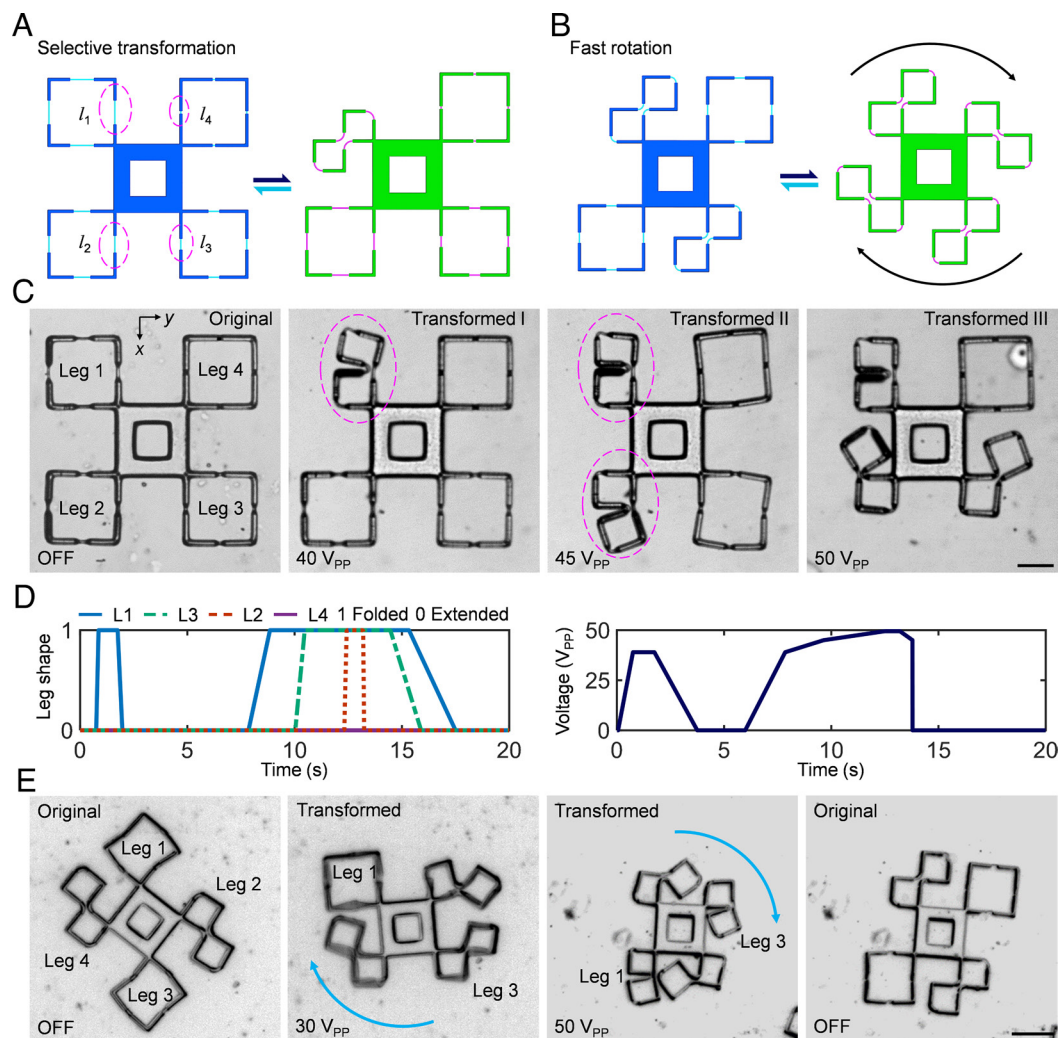 A
Selective transformation
l1
l4
l2
l3
B
Fast rotation
C
y
x
Original
Leg 1
Leg 4
Leg 2
Leg 3
OFF
Transformed I
40 VPP
Transformed II
45 VPP
Transformed III
50 VPP
D
L1 L3 L2 L4 1 Folded 0 Extended
1
Leg shape
0
0 5 10 15 20
Time (s)
50
Voltage (VPP)
25
0
0 5 10 15 20
Time (s)
E
Original
Leg 1
Leg 2
Leg 4
Leg 3
OFF
Transformed
Leg 1
Leg 3
30 VPP
Transformed
Leg 3
Leg 1
50 VPP
Original
OFF